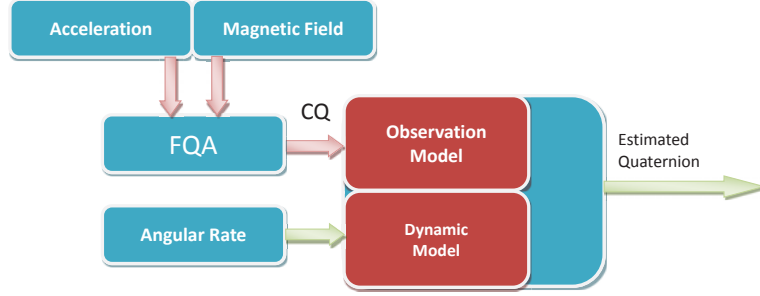 Acceleration
Magnetic Field
CQ
FQA
Observation
Model
Estimated
Quaternion
Angular Rate
Dynamic
Model